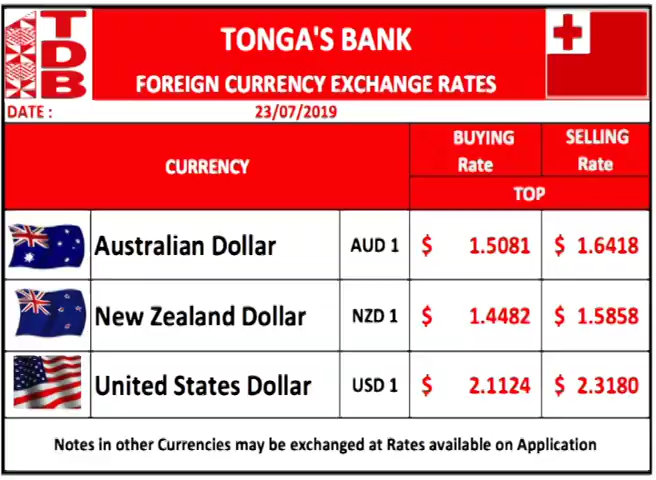 TDB
TONGA'S BANK
FOREIGN CURRENCY EXCHANGE RATES
DATE : 23/07/2019
CURRENCY
BUYING Rate
SELLING Rate
TOP
Australian Dollar AUD 1 $ 1.5081 $ 1.6418
New Zealand Dollar NZD 1 $ 1.4482 $ 1.5858
United States Dollar USD 1 $ 2.1124 $ 2.3180
Notes in other Currencies may be exchanged at Rates available on Application